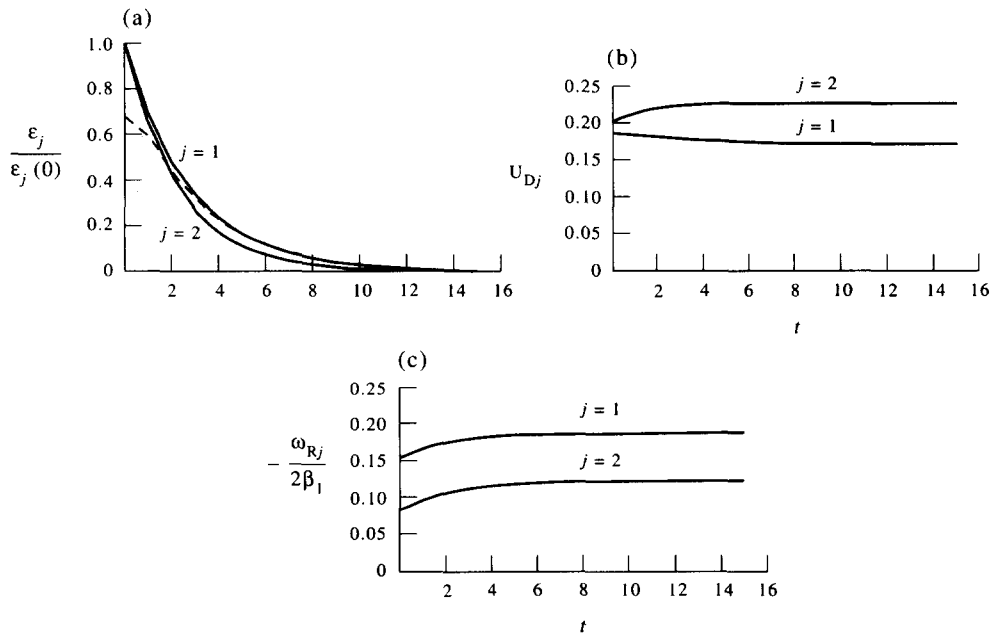 (a)
1.0
0.8
0.6
0.4
0.2
0
ε_j
ε_j (0)
j = 1
j = 2
2 4 6 8 10 12 14 16
(b)
0.25
0.20
0.15
0.10
0.05
0
U_Dj
j = 2
j = 1
2 4 6 8 10 12 14 16
t
(c)
0.25
0.20
0.15
0.10
0.05
0
- ω_Rj
2β_1
j = 1
j = 2
2 4 6 8 10 12 14 16
t